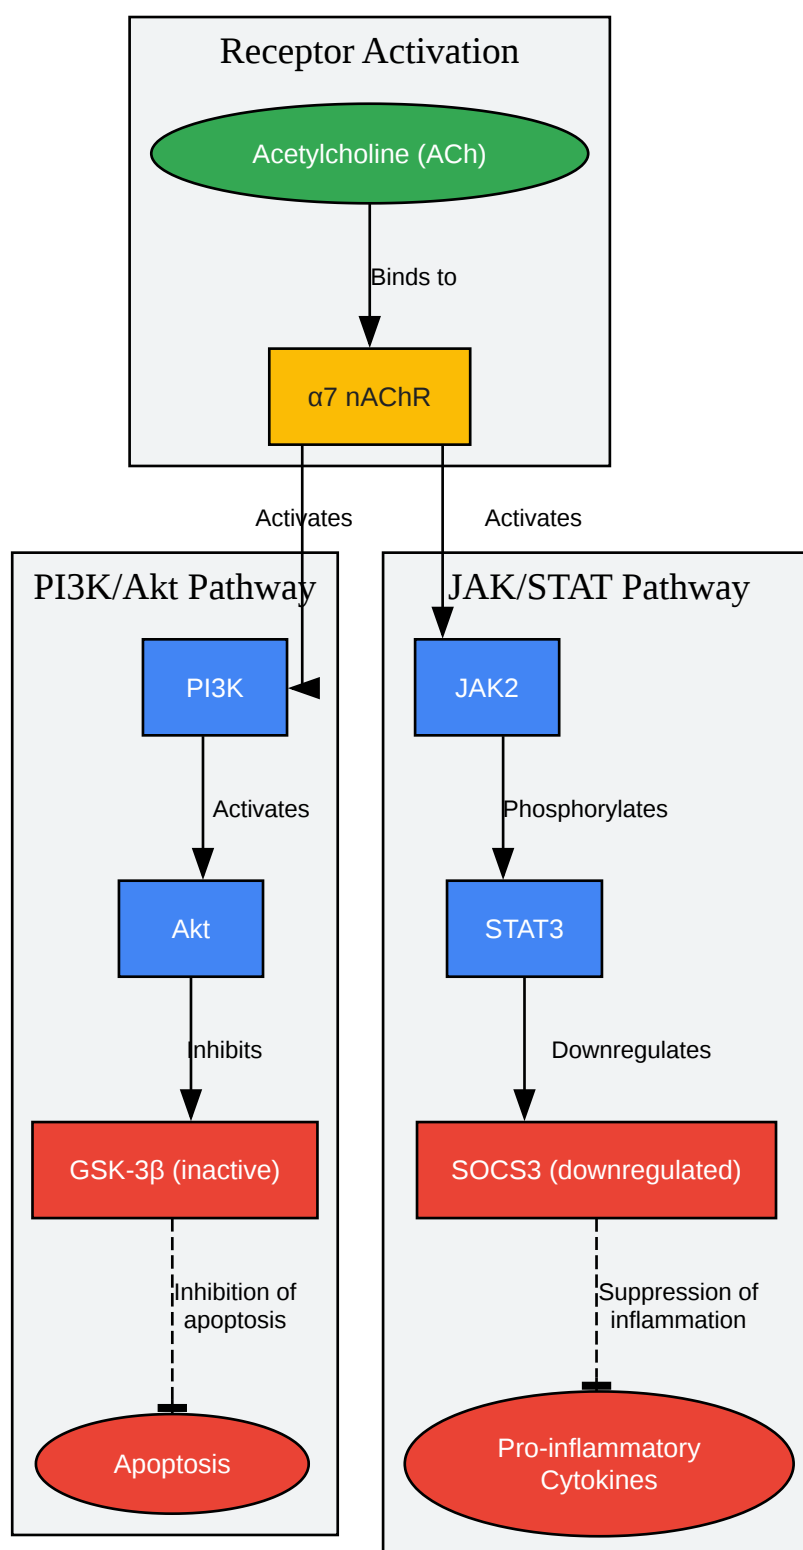 Receptor Activation
Acetylcholine (ACh)
Binds to
α7 nAChR
Activates
Activates
PI3K/Akt Pathway
PI3K
Activates
Akt
Inhibits
GSK-3β (inactive)
Inhibition of
apoptosis
Apoptosis
JAK/STAT Pathway
JAK2
Phosphorylates
STAT3
Downregulates
SOCS3 (downregulated)
Suppression of
inflammation
Pro-inflammatory
Cytokines